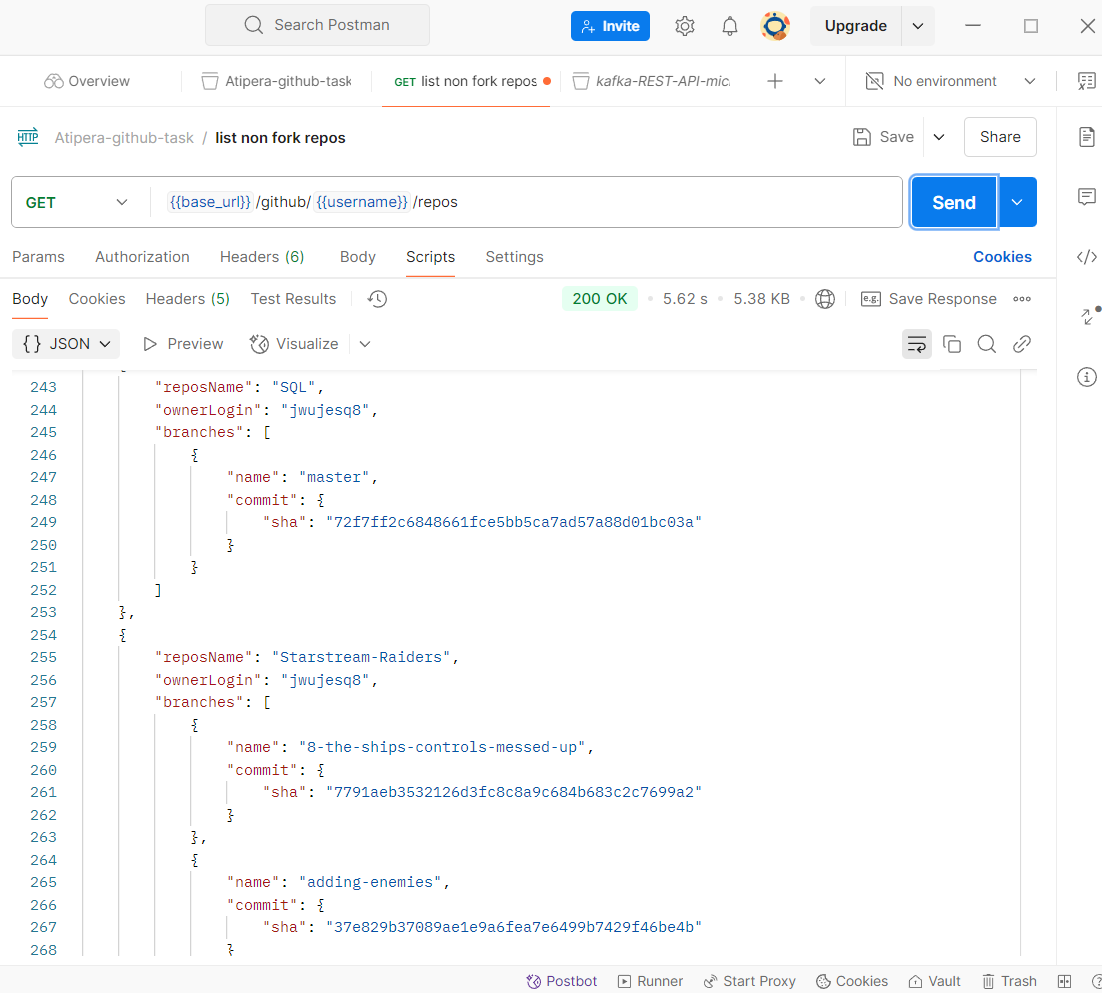 Search Postman
Invite
Upgrade
Overview
Atipera-github-task
GET list non fork repos
kafka-REST-API-mic
No environment
HTTP Atipera-github-task / list non fork repos
Save
Share
GET
{{base_url}} /github/ {{username}} /repos
Send
Params Authorization Headers (6) Body Scripts Settings
Cookies
Body Cookies Headers (5) Test Results
200 OK • 5.62 s • 5.38 KB • e.g. Save Response
{} JSON Preview Visualize
{
243 "reposName": "SQL",
244 "ownerLogin": "jwujesq8",
245 "branches": [
246 {
247 "name": "master",
248 "commit": {
249 "sha": "72f7ff2c6848661fce5bb5ca7ad57a88d01bc03a"
250 }
251 }
252 ]
253 },
254 {
255 "reposName": "Starstream-Raiders",
256 "ownerLogin": "jwujesq8",
257 "branches": [
258 {
259 "name": "8-the-ships-controls-messed-up",
260 "commit": {
261 "sha": "7791aeb3532126d3fc8c8a9c684b683c2c7699a2"
262 }
263 },
264 {
265 "name": "adding-enemies",
266 "commit": {
267 "sha": "37e829b37089ae1e9a6fea7e6499b7429f46be4b"
268 }
Postbot Runner Start Proxy Cookies Vault Trash